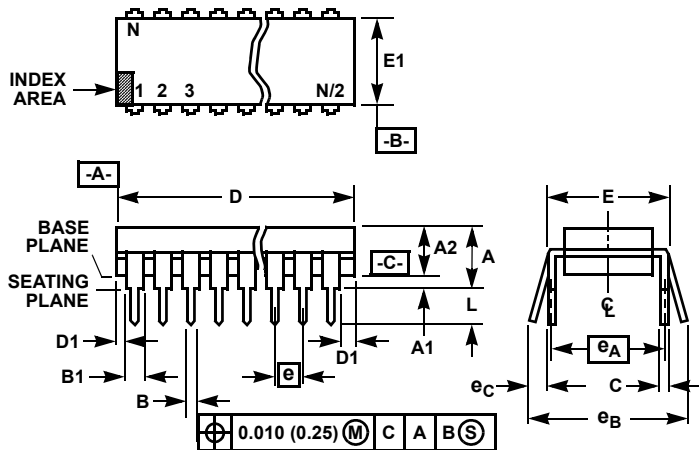 N
E1
INDEX
AREA
1 2 3 N/2
-B-
-A-
D
E
BASE
PLANE
A2
A
-C-
SEATING
PLANE
L
C L
D1
A1
D1
B1
e
eA
B
eC
C
eB
0.010 (0.25) M C A B S